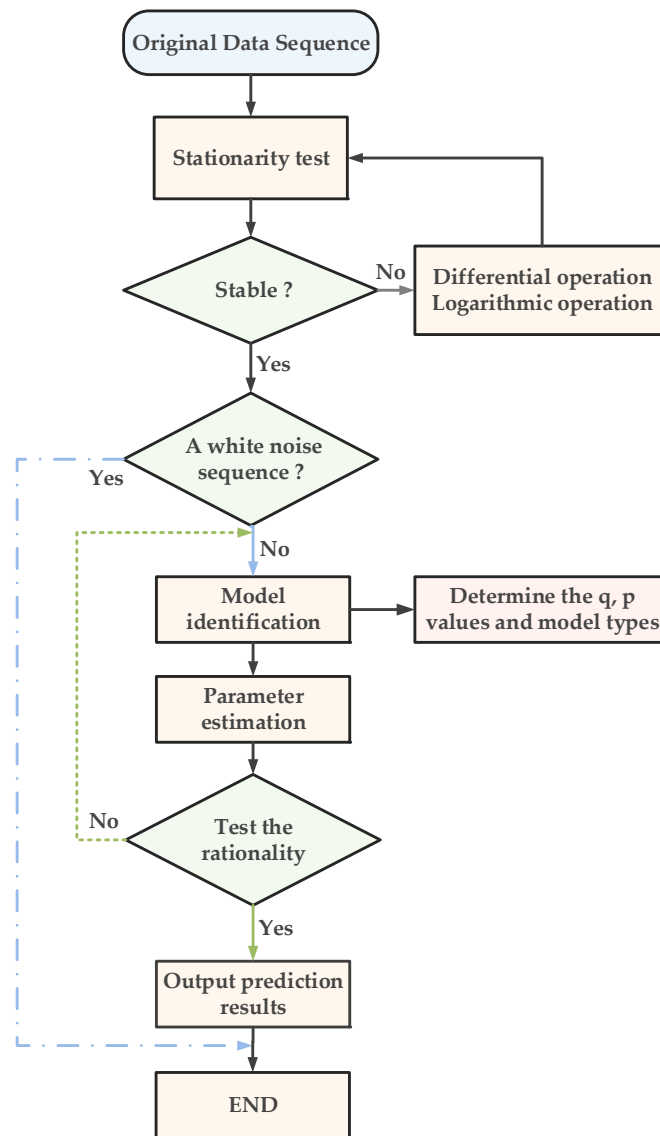 Original Data Sequence
Stationarity test
Stable ?
No
Differential operation
Logarithmic operation
Yes
A white noise
sequence ?
Yes
No
Model
identification
Determine the q, p
values and model types
Parameter
estimation
No
Test the
rationality
Yes
Output prediction
results
END